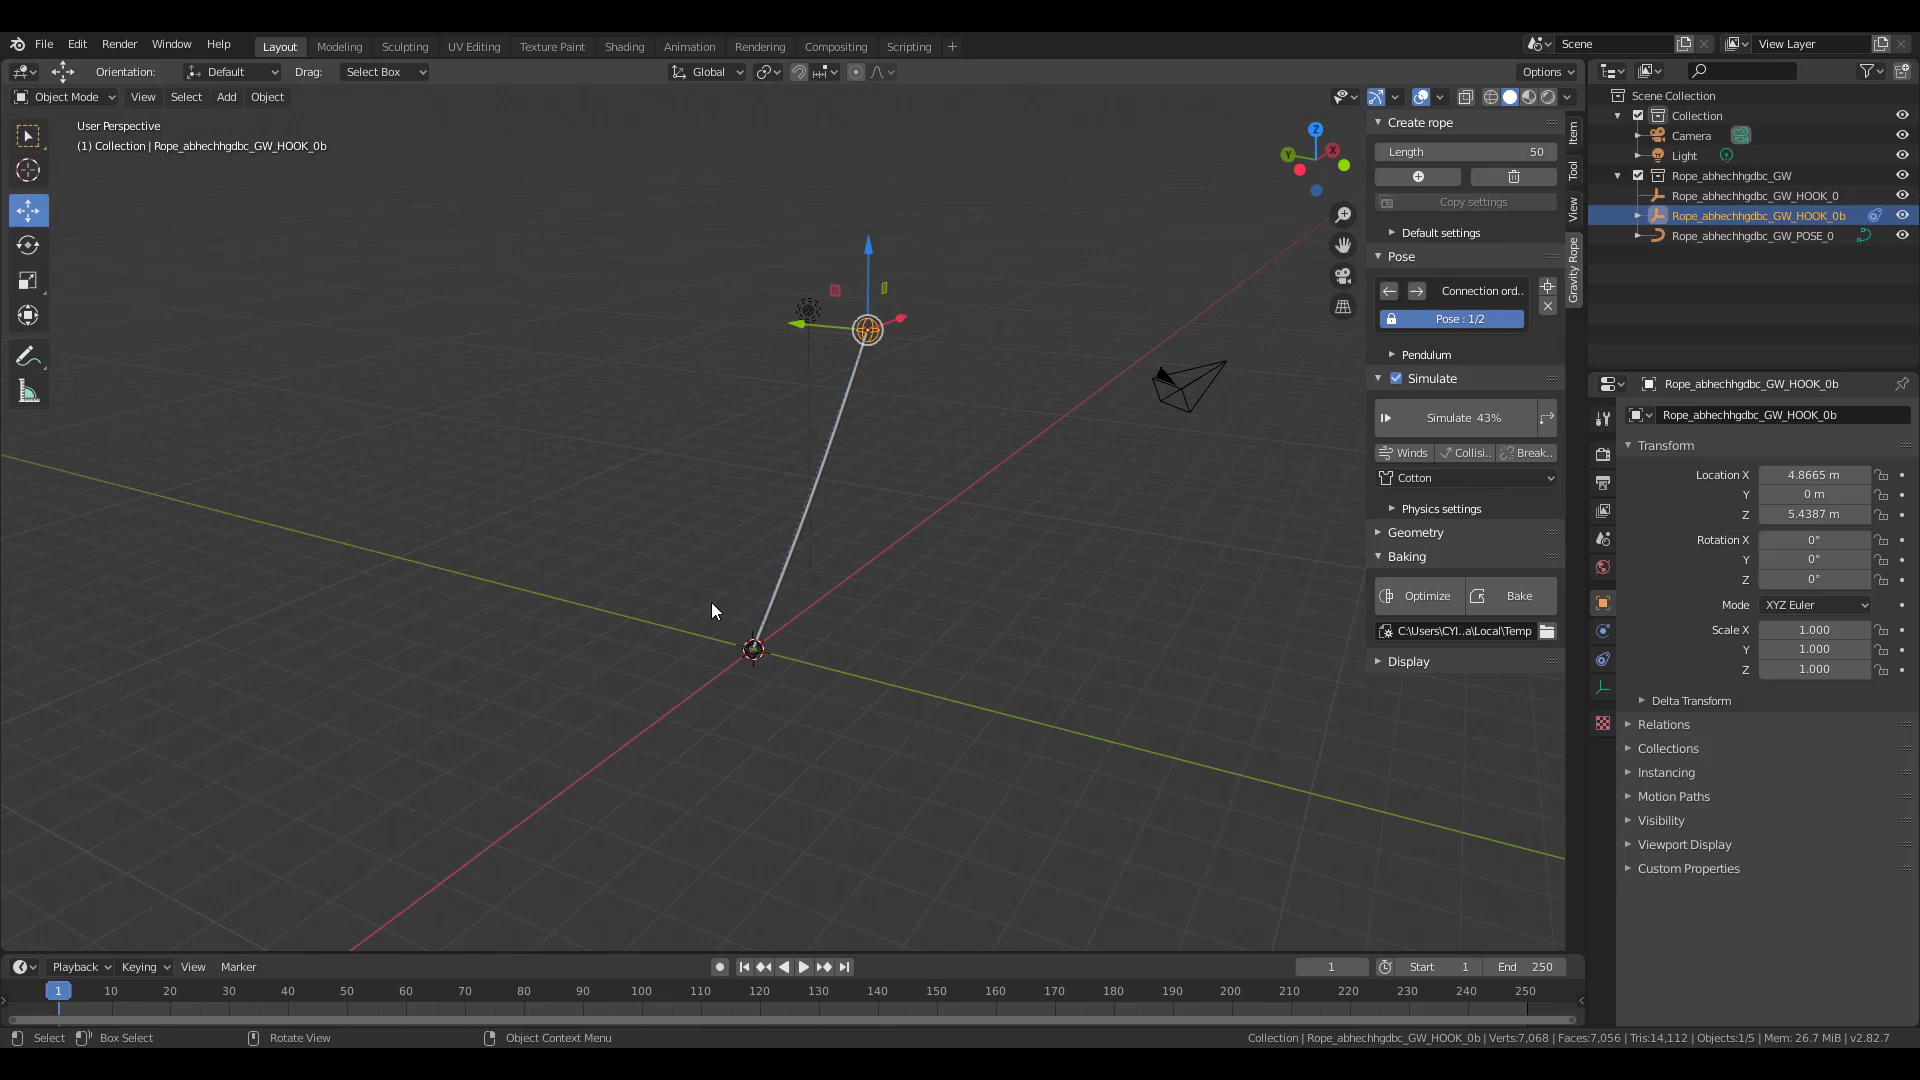 File Edit Render Window Help Layout Modeling Sculpting UV Editing Texture Paint Shading Animation Rendering Compositing Scripting + Scene View Layer
Orientation: Default Drag: Select Box Global Options
Object Mode View Select Add Object
User Perspective
(1) Collection | Rope_abhechhgdbc_GW_HOOK_0b
Z
Y
X
Create rope
Length 50
Copy settings
Default settings
Pose
Connection ord..
Pose : 1/2
Pendulum
Simulate
Simulate 43%
Winds Collisi.. Break..
Cotton
Physics settings
Geometry
Baking
Optimize Bake
C:\Users\CYI..a\Local\Temp
Display
Item
Tool
View
Gravity Rope
Scene Collection
Collection
Camera
Light
Rope_abhechhgdbc_GW
Rope_abhechhgdbc_GW_HOOK_0
Rope_abhechhgdbc_GW_HOOK_0b
Rope_abhechhgdbc_GW_POSE_0
Rope_abhechhgdbc_GW_HOOK_0b
Rope_abhechhgdbc_GW_HOOK_0b
Transform
Location X 4.8665 m
Y 0 m
Z 5.4387 m
Rotation X 0°
Y 0°
Z 0°
Mode XYZ Euler
Scale X 1.000
Y 1.000
Z 1.000
Delta Transform
Relations
Collections
Instancing
Motion Paths
Visibility
Viewport Display
Custom Properties
Playback Keying View Marker 1 Start 1 End 250
1 10 20 30 40 50 60 70 80 90 100 110 120 130 140 150 160 170 180 190 200 210 220 230 240 250
Select Box Select Rotate View Object Context Menu Collection | Rope_abhechhgdbc_GW_HOOK_0b | Verts:7,068 | Faces:7,056 | Tris:14,112 | Objects:1/5 | Mem: 26.7 MiB | v2.82.7